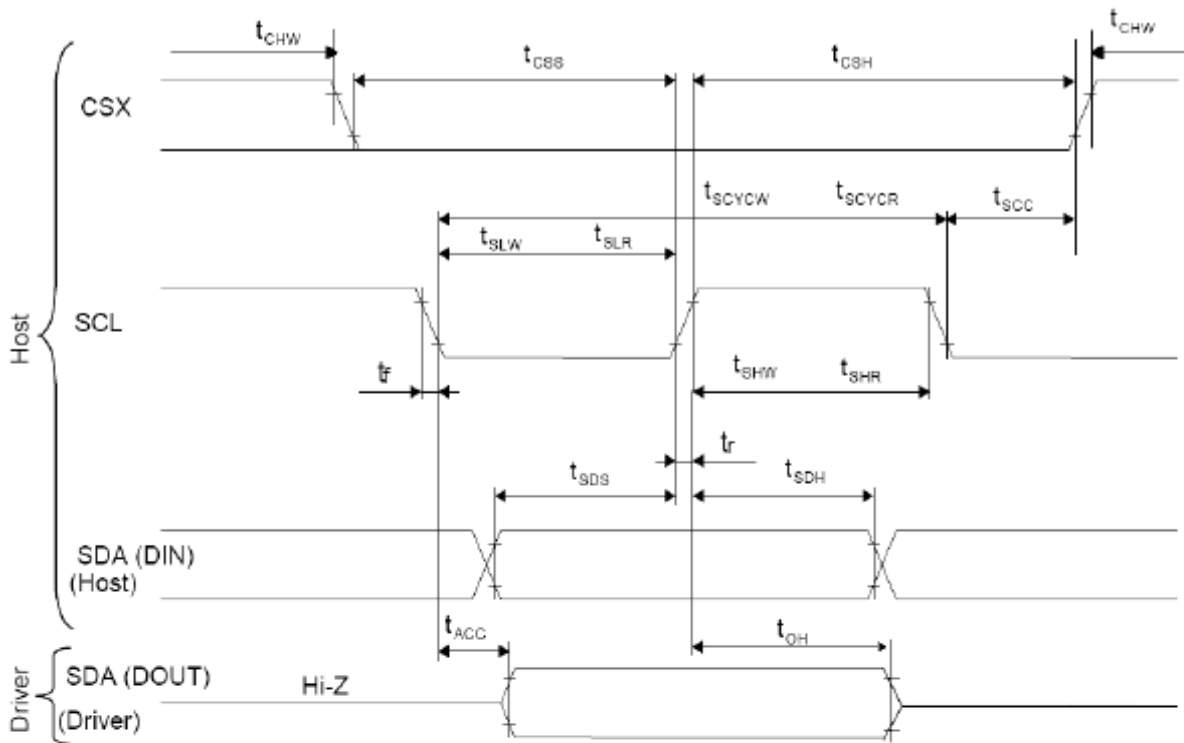 tCHW
tCHW
tCSS
tCSH
CSX
tSCYCW
tSCYCR
tSCC
tSLW
tSLR
Host
SCL
tf
tSHW
tSHR
tr
tSDS
tSDH
SDA (DIN)
(Host)
tACC
tOH
Driver
SDA (DOUT)
Hi-Z
(Driver)